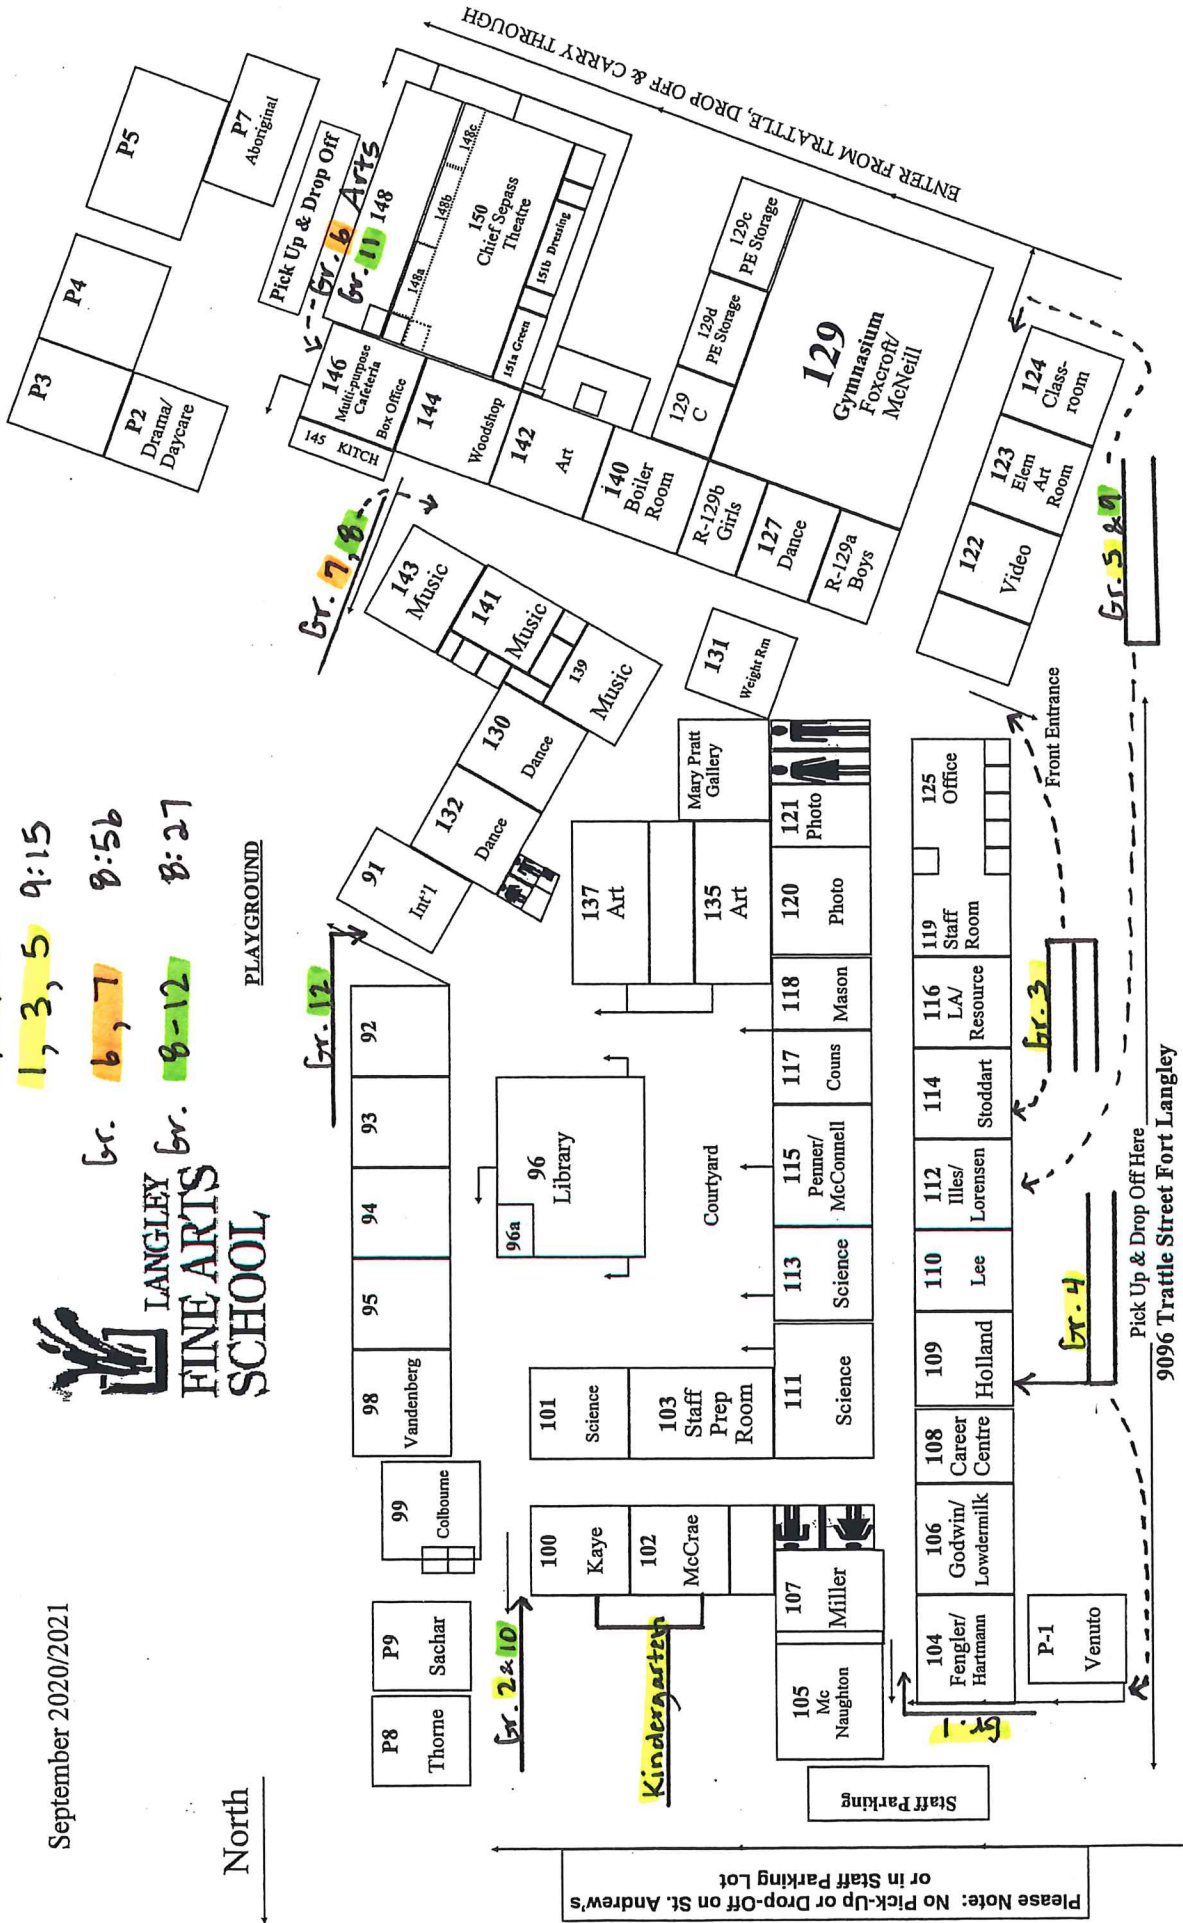 September 2020/2021
North
LANGLEY
FINE ARTS
SCHOOL
1, 3, 5 9:15
Gr. 6, 7 8:56
Gr. 8-12 8:27
PLAYGROUND
P3
P4
P5
P2
Drama/
Daycare
P7
Aboriginal
Pick Up & Drop Off
Gr. 6 Arts
Gr. 11
148
148a
148b
148c
150
Chief Sepass
Theatre
151a Green
151b Dressing
146
Multi-purpose
Cafeteria
Box Office
145 KITCH
144
Woodshop
142
Art
140
Boiler
Room
R-129b
Girls
127
Dance
R-129a
Boys
129
C
129d
PE Storage
129c
PE Storage
129
Gymnasium
Foxcroft/
McNeill
ENTER FROM TRATTLE, DROP OFF & CARRY THROUGH
124
Class-
room
123
Elem
Art
Room
122
Video
Gr. 5 & 9
Gr. 7, 8
143
Music
141
Music
139
Music
130
Dance
132
Dance
91
Int'l
131
Weight Rm
Gr. 12
92
93
94
95
98
Vandenberg
99
Colbourne
P9
Sachar
P8
Thorne
Gr. 2 & 10
Kindergarten
100
Kaye
102
McCrae
107
Miller
105
Mc
Naughton
101
Science
103
Staff
Prep
Room
111
Science
113
Science
115
Penner/
McConnell
117
Couns
118
Mason
120
Photo
121
Photo
Mary Pratt
Gallery
137
Art
135
Art
96
Library
96a
Courtyard
125
Office
119
Staff
Room
116
LA/
Resource
114
Stoddart
112
Illes/
Lorensen
110
Lee
109
Holland
108
Career
Centre
106
Godwin/
Lowdermilk
104
Fengler/
Hartmann
P-1
Venuto
Gr. 1
Gr. 3
Gr. 4
Front Entrance
Staff Parking
Pick Up & Drop Off Here
9096 Trattle Street Fort Langley
Please Note: No Pick-Up or Drop-Off on St. Andrew's
or in Staff Parking Lot